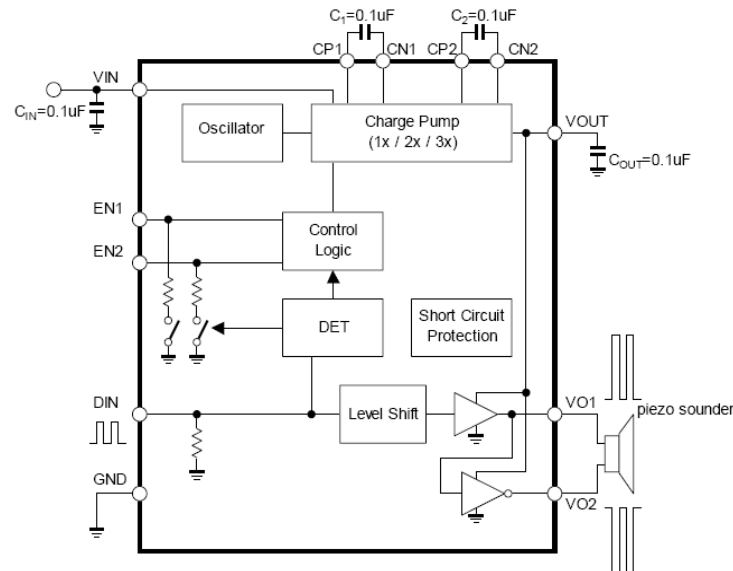 C1=0.1uF
C2=0.1uF
CP1
CN1
CP2
CN2
VIN
CIN=0.1uF
Oscillator
Charge Pump
(1x / 2x / 3x)
VOUT
COUT=0.1uF
EN1
EN2
Control
Logic
DET
Short Circuit
Protection
DIN
Level Shift
VO1
piezo sounder
GND
VO2